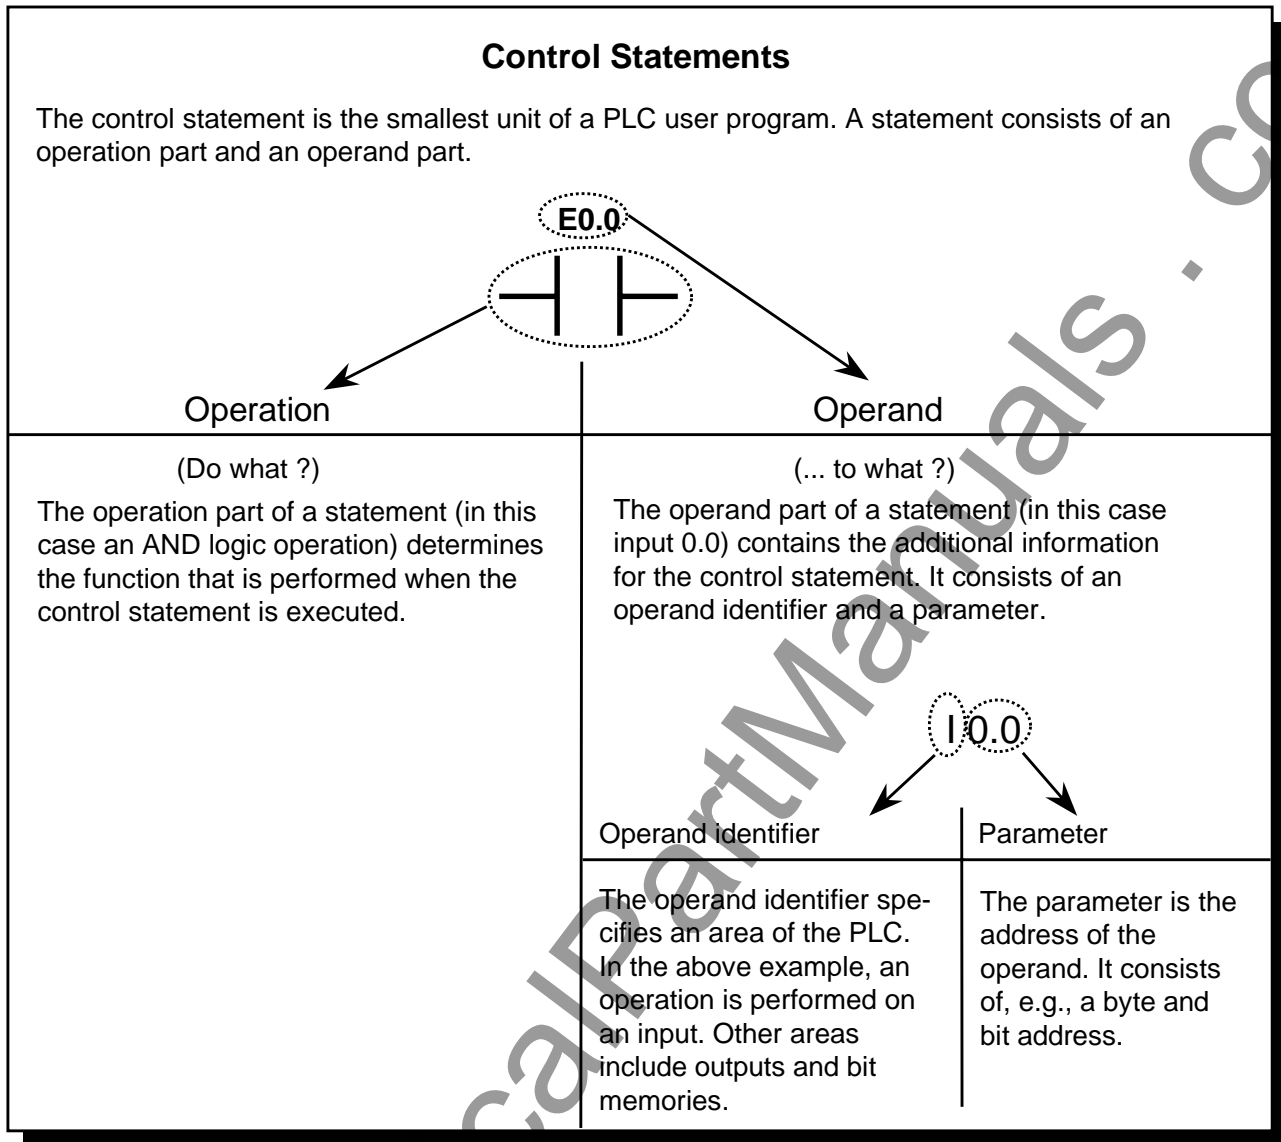 Control Statements
The control statement is the smallest unit of a PLC user program. A statement consists of an
operation part and an operand part.
E0.0
Operation
Operand
(Do what ?)
The operation part of a statement (in this
case an AND logic operation) determines
the function that is performed when the
control statement is executed.
(... to what ?)
The operand part of a statement (in this case
input 0.0) contains the additional information
for the control statement. It consists of an
operand identifier and a parameter.
I 0.0
Operand identifier
Parameter
The operand identifier spe-
cifies an area of the PLC.
In the above example, an
operation is performed on
an input. Other areas
include outputs and bit
memories.
The parameter is the
address of the
operand. It consists
of, e.g., a byte and
bit address.
calPartManuals . co